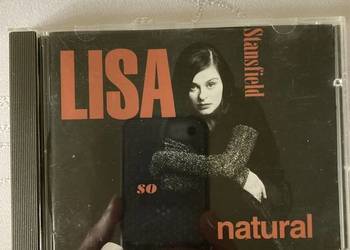 LISA
Stansfield
so
natural